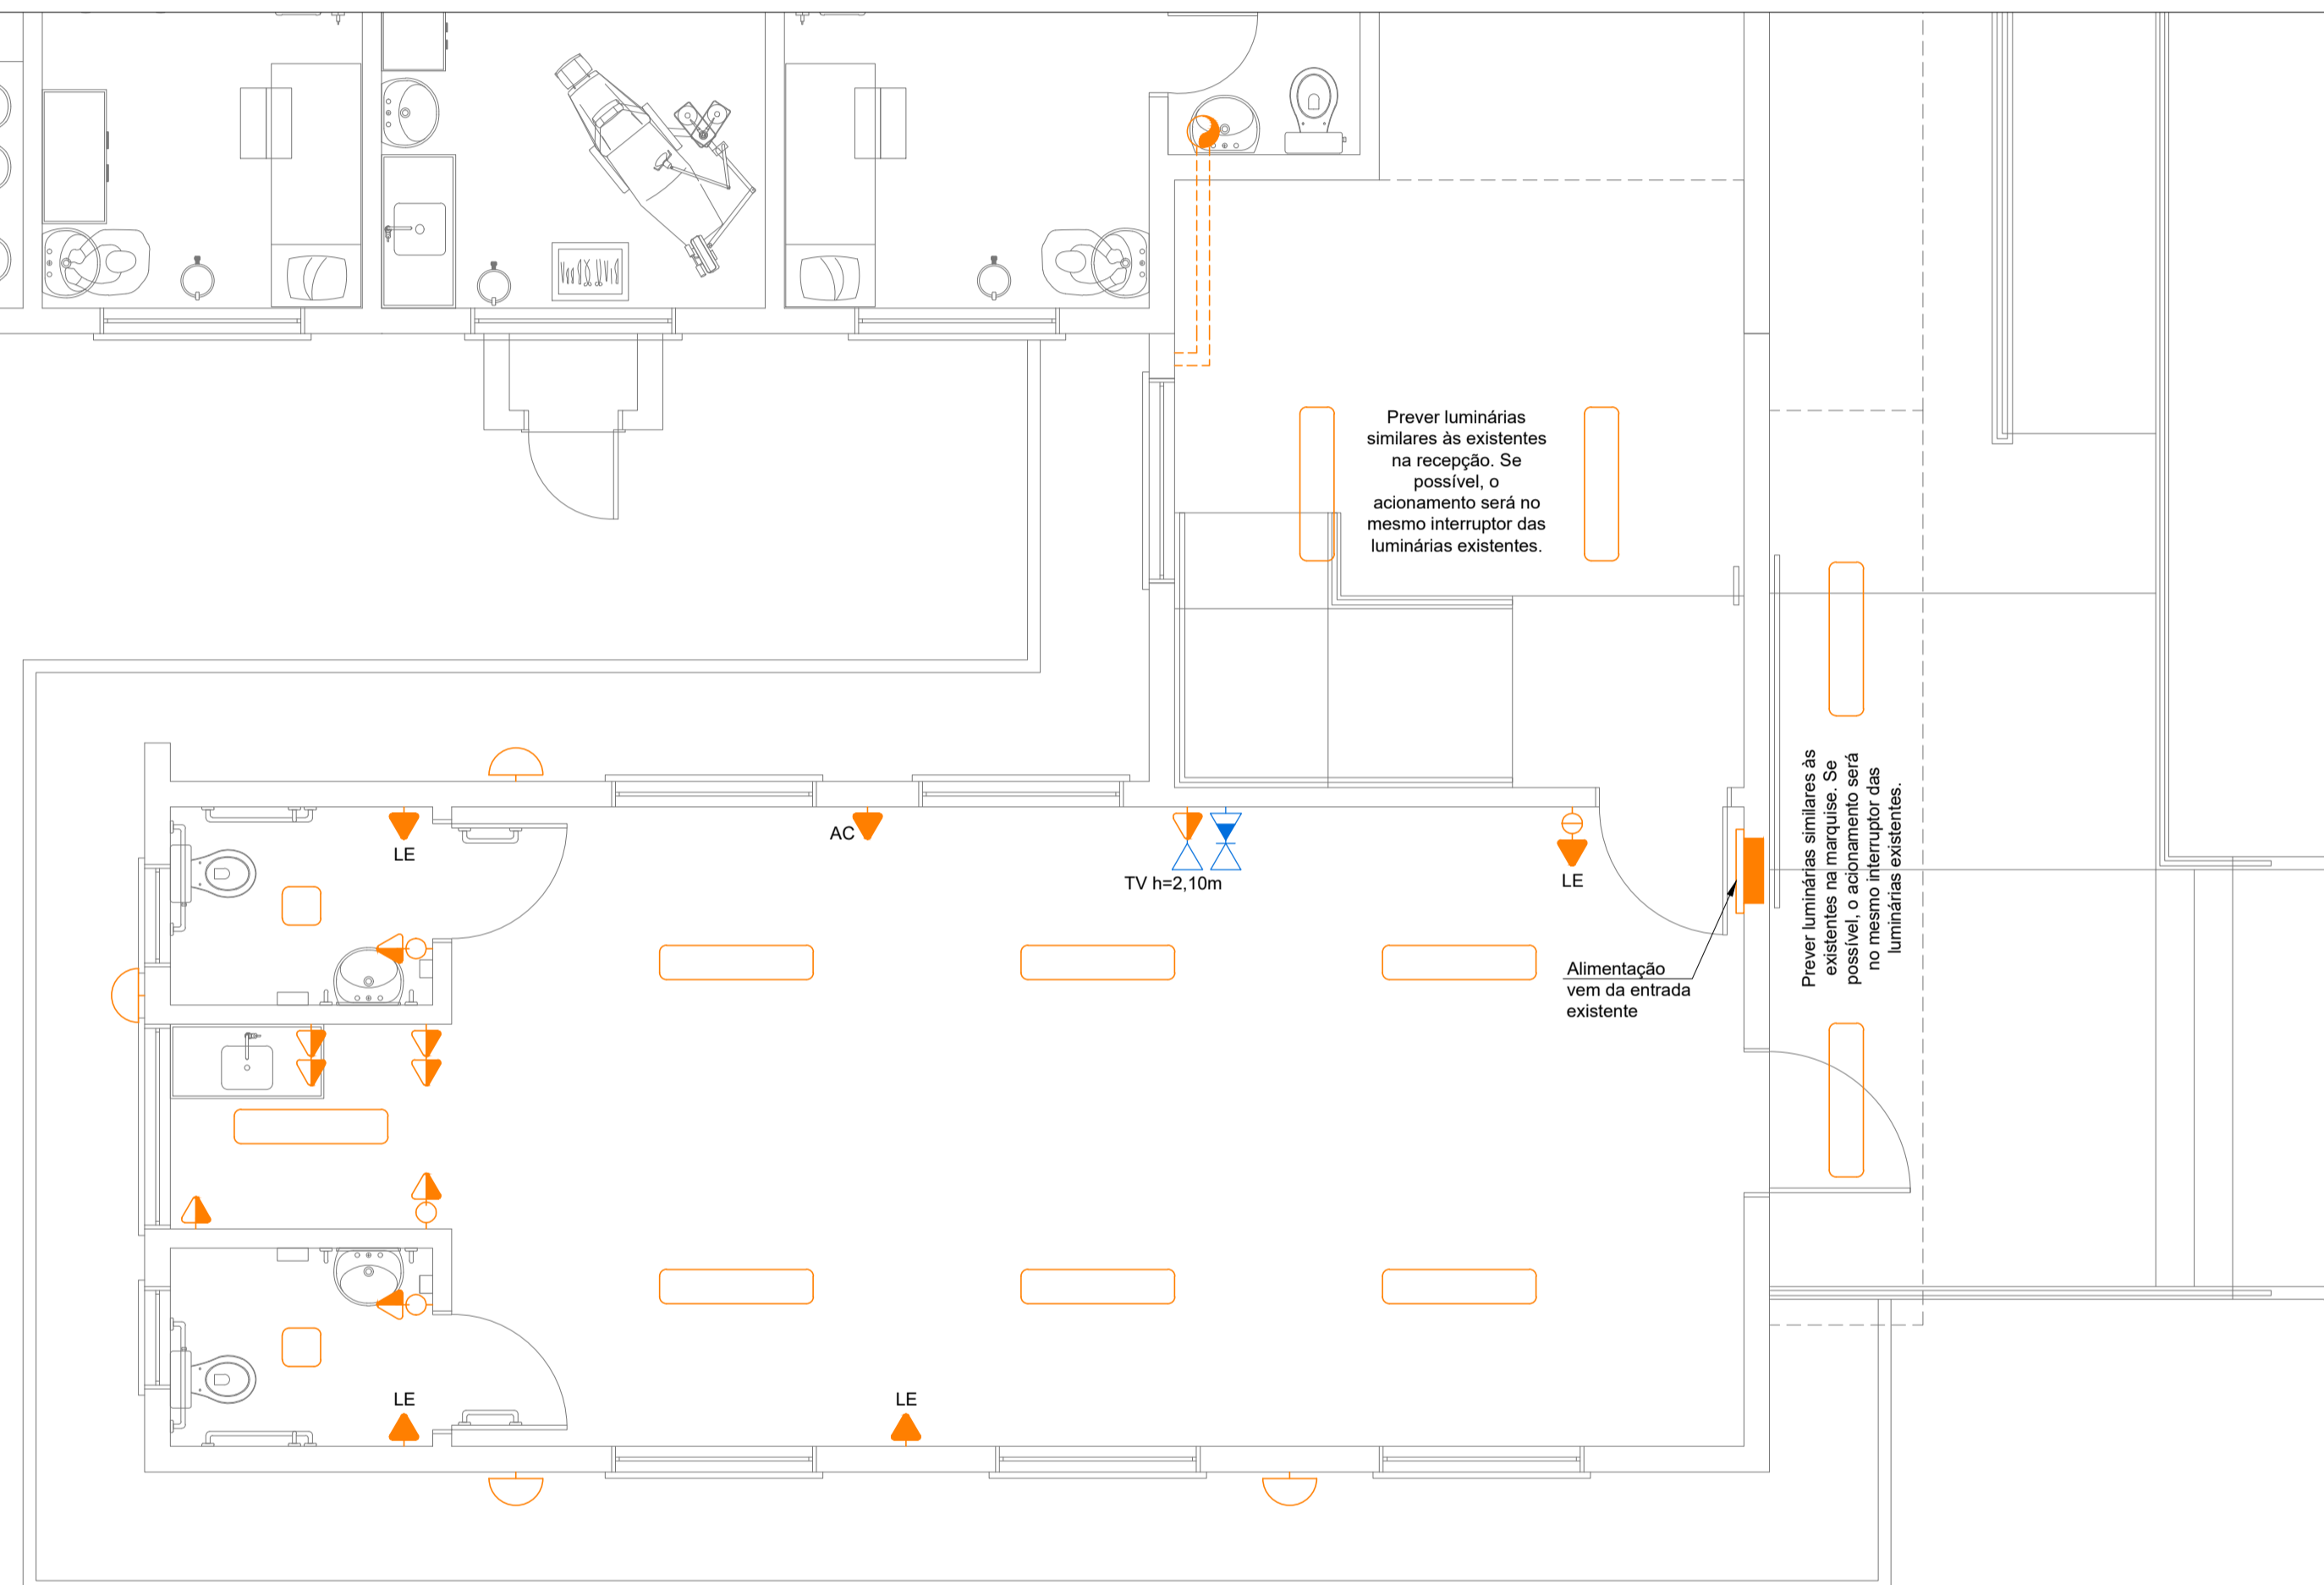 Prever luminárias
similares às existentes
na recepção. Se
possível, o
acionamento será no
mesmo interruptor das
luminárias existentes.
Prever luminárias similares às
existentes na marquise. Se
possível, o acionamento será
no mesmo interruptor das
luminárias existentes.
LE
AC
TV h=2,10m
LE
Alimentação
vem da entrada
existente
LE
LE